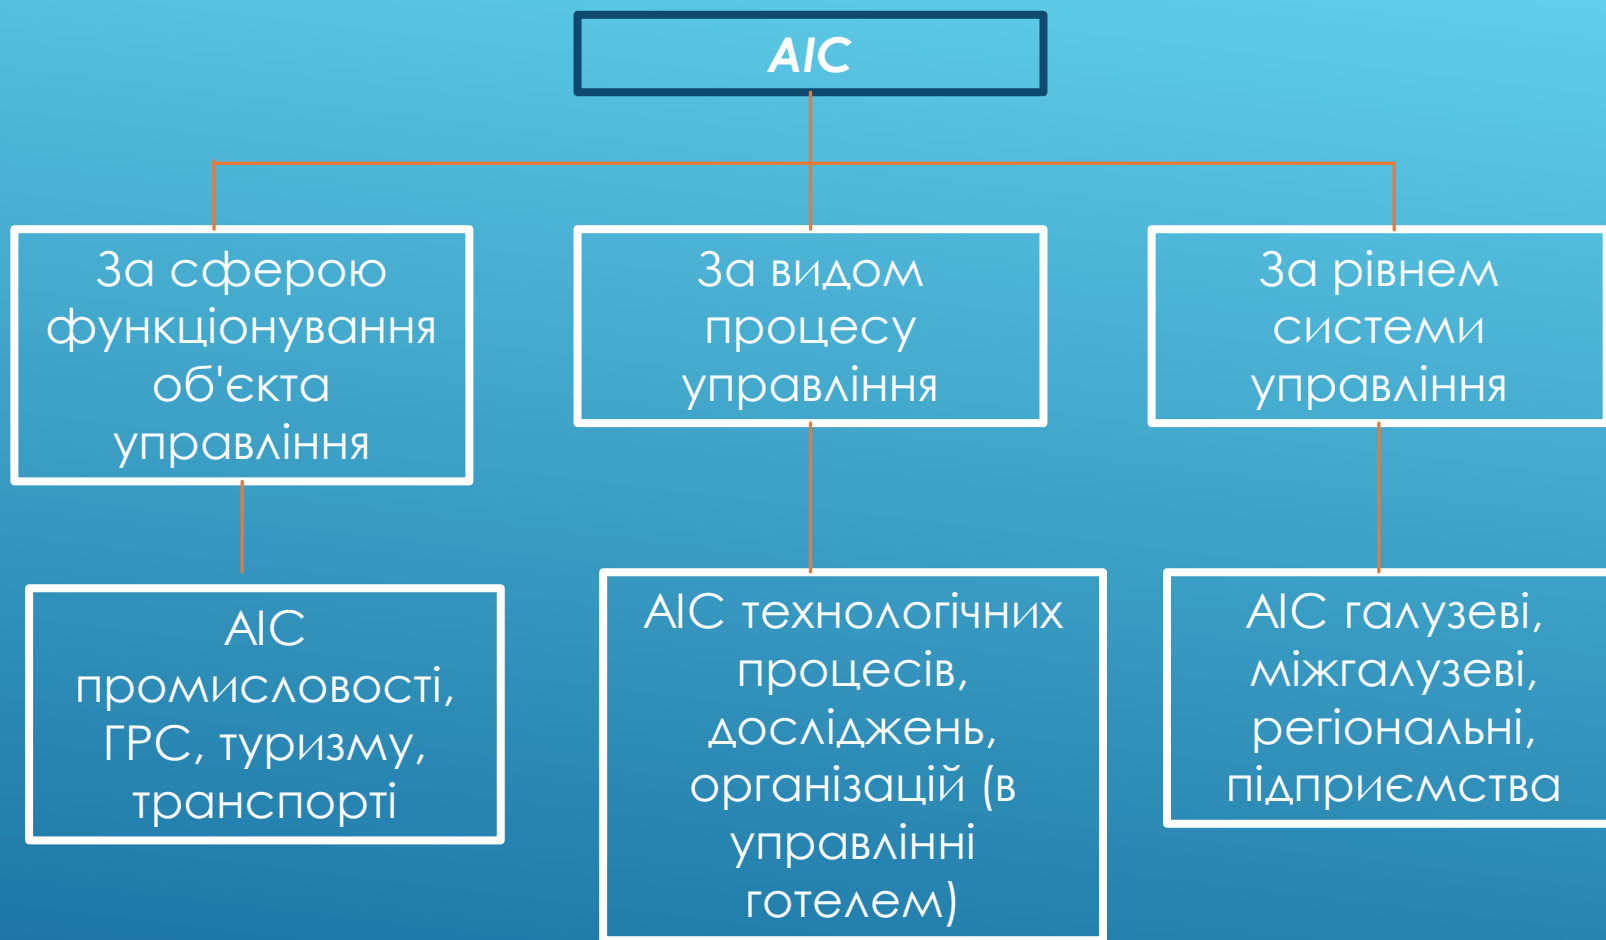 АІС
За сферою
функціонування
об'єкта
управління
За видом
процесу
управління
За рівнем
системи
управління
АІС
промисловості,
ГРС, туризму,
транспорті
АІС технологічних
процесів,
досліджень,
організацій (в
управлінні
готелем)
АІС галузеві,
міжгалузеві,
регіональні,
підприємства